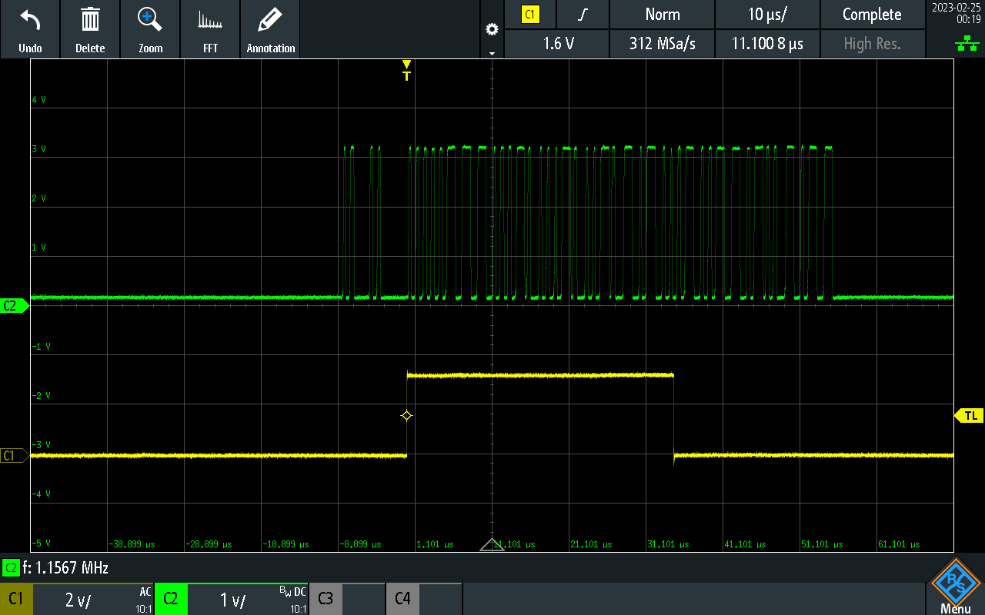 C1 Norm 10 µs/ Complete 2023-02-25
00:19
Undo Delete Zoom FFT Annotation 1.6 V 312 MSa/s 11.100 8 µs High Res.
T
4 V
3 V
2 V
1 V
C2
-1 V
-2 V
TL
-3 V
C1
-4 V
-5 V -38.899 µs -28.899 µs -18.899 µs -8.899 µs 1.101 µs 11.101 µs 21.101 µs 31.101 µs 41.101 µs 51.101 µs 61.101 µs
C2 f: 1.1567 MHz
C1 2 V/ AC 10:1 C2 1 V/ BW DC 10:1 C3 C4
R&S
Menu